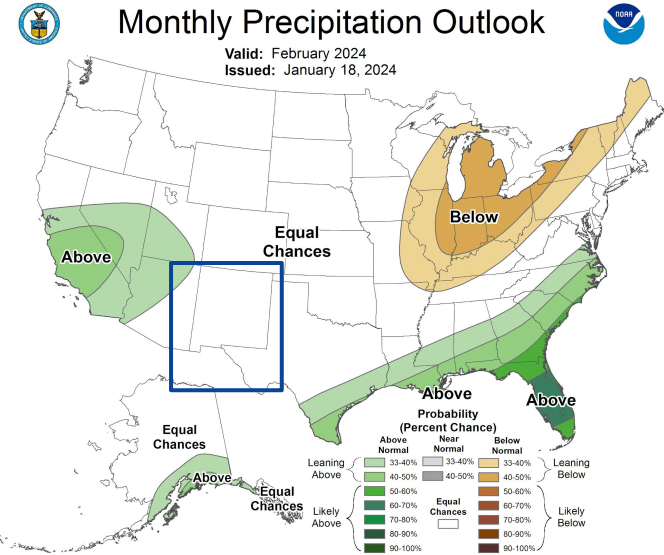 Monthly Precipitation Outlook
NOAA
Valid: February 2024
Issued: January 18, 2024
Equal
Chances
Below
Above
Above
Above
Equal
Chances
Above
Equal
Chances
Probability
(Percent Chance)
Above
Normal
Near
Normal
Below
Normal
Leaning
Above
33-40%
33-40%
33-40%
Leaning
Below
40-50%
40-50%
40-50%
Likely
Above
50-60%
50-60%
Likely
Below
60-70%
Equal
Chances
60-70%
70-80%
70-80%
80-90%
80-90%
90-100%
90-100%